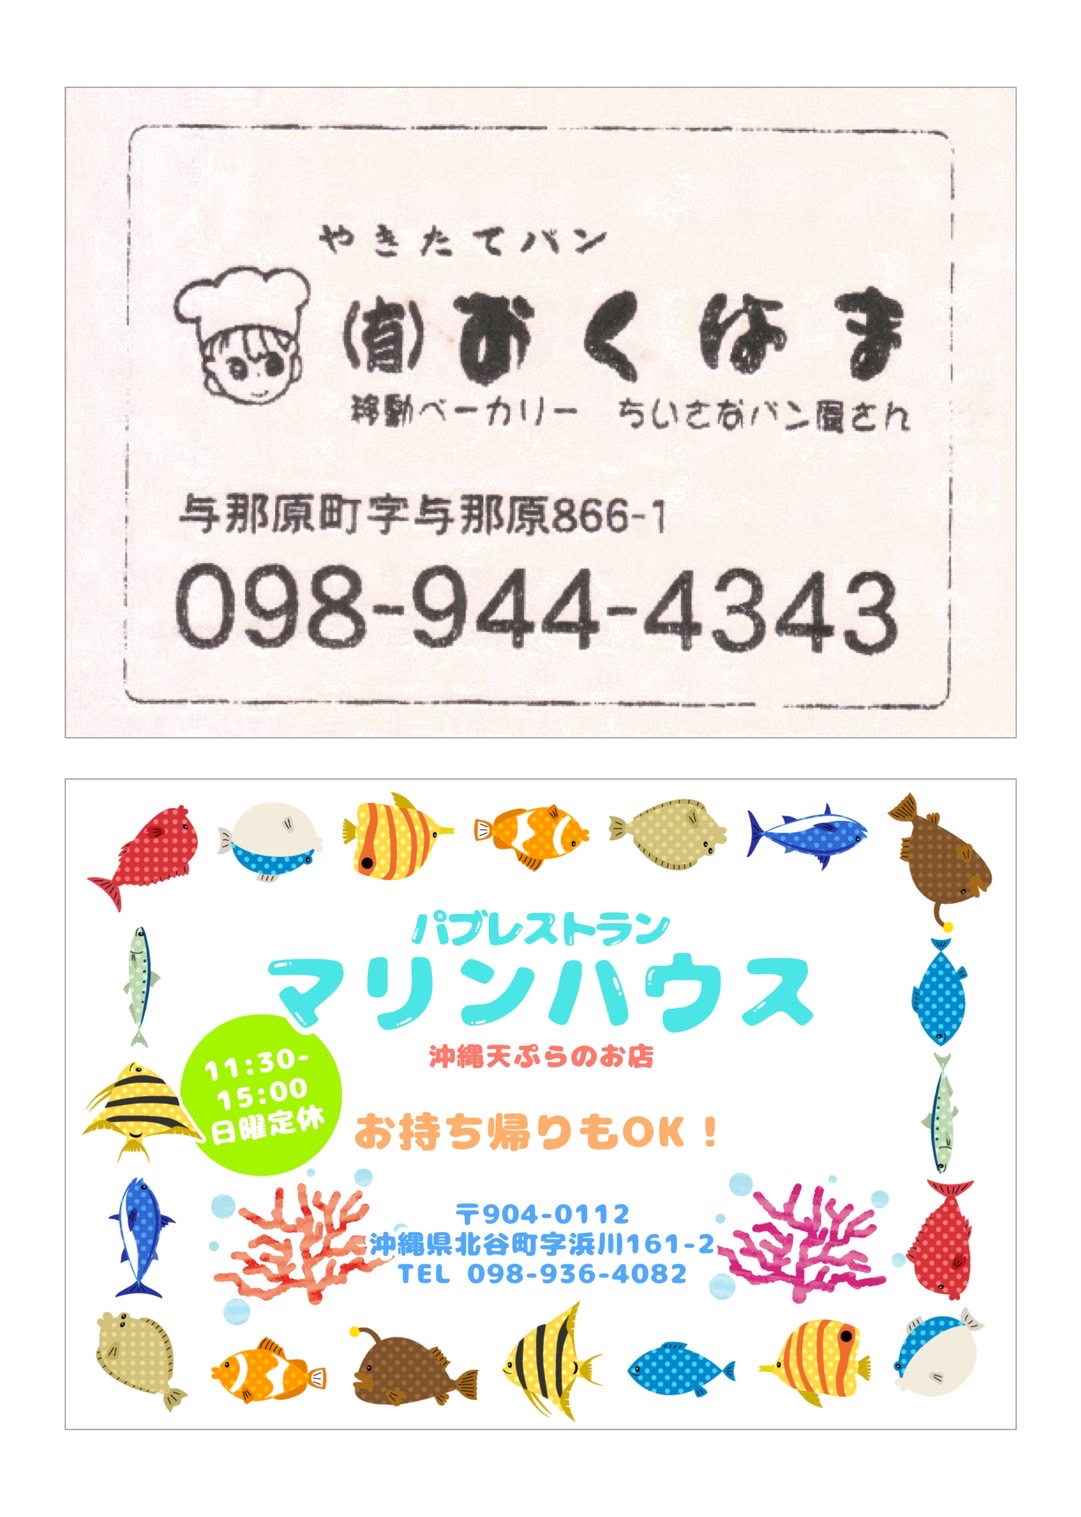 やきたてパン
(有)おくはま
移動ベーカリー ちいさなパン屋さん
与那原町字与那原866-1
098-944-4343
パブレストラン
マリンハウス
沖縄天ぷらのお店
11:30-
15:00
日曜定休
お持ち帰りもOK！
〒904-0112
沖縄県北谷町字浜川161-2
TEL 098-936-4082